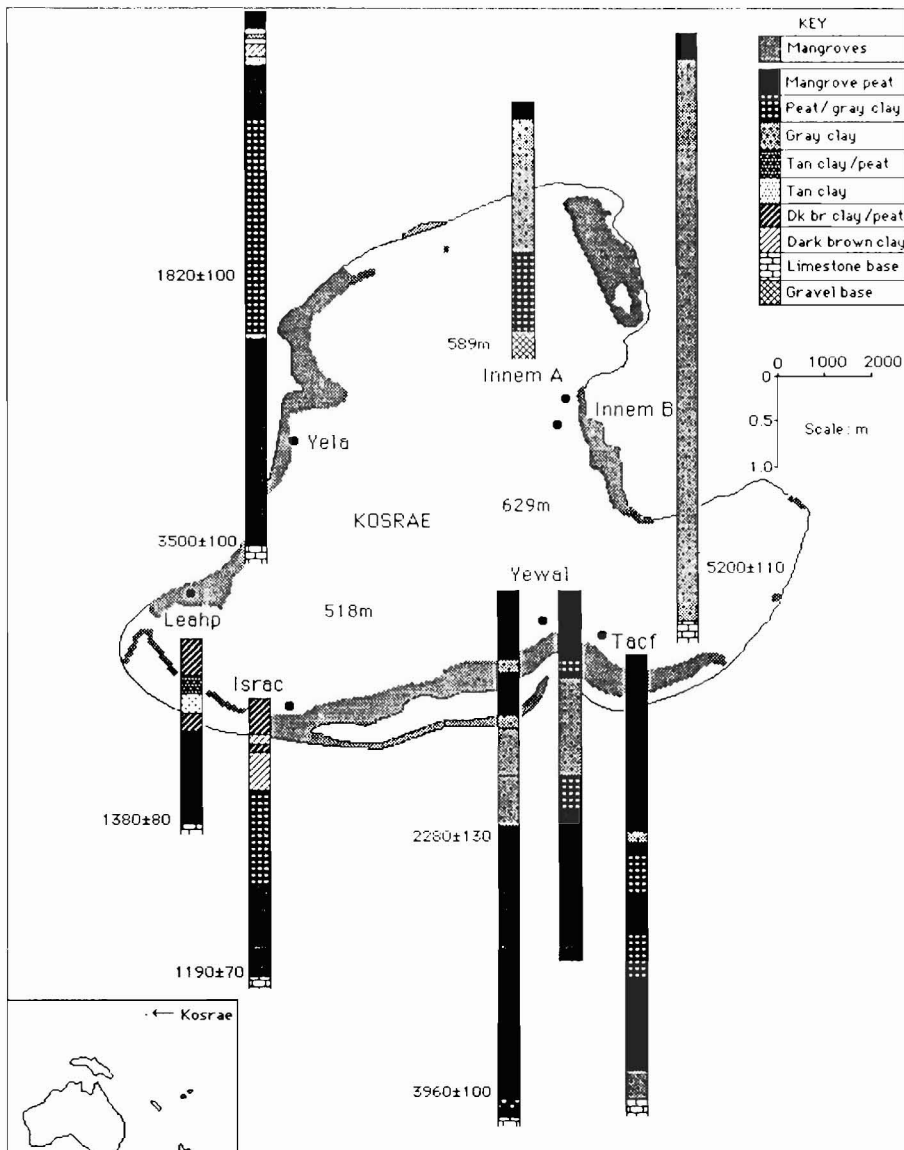 KEY
Mangroves
Mangrove peat
Peat/gray clay
Gray clay
Tan clay/peat
Tan clay
Dk br clay/peat
Dark brown clay
Limestone base
Gravel base
0 1000 2000
0
0.5
1.0
Scale: m
1820±100
589m
Innem A
Innem B
Yela
KOSRAE
629m
3500±100
5200±110
Yewal
Leahp
518m
Tacf
Israc
1380±80
2280±130
1190±70
← Kosrae
3960±100